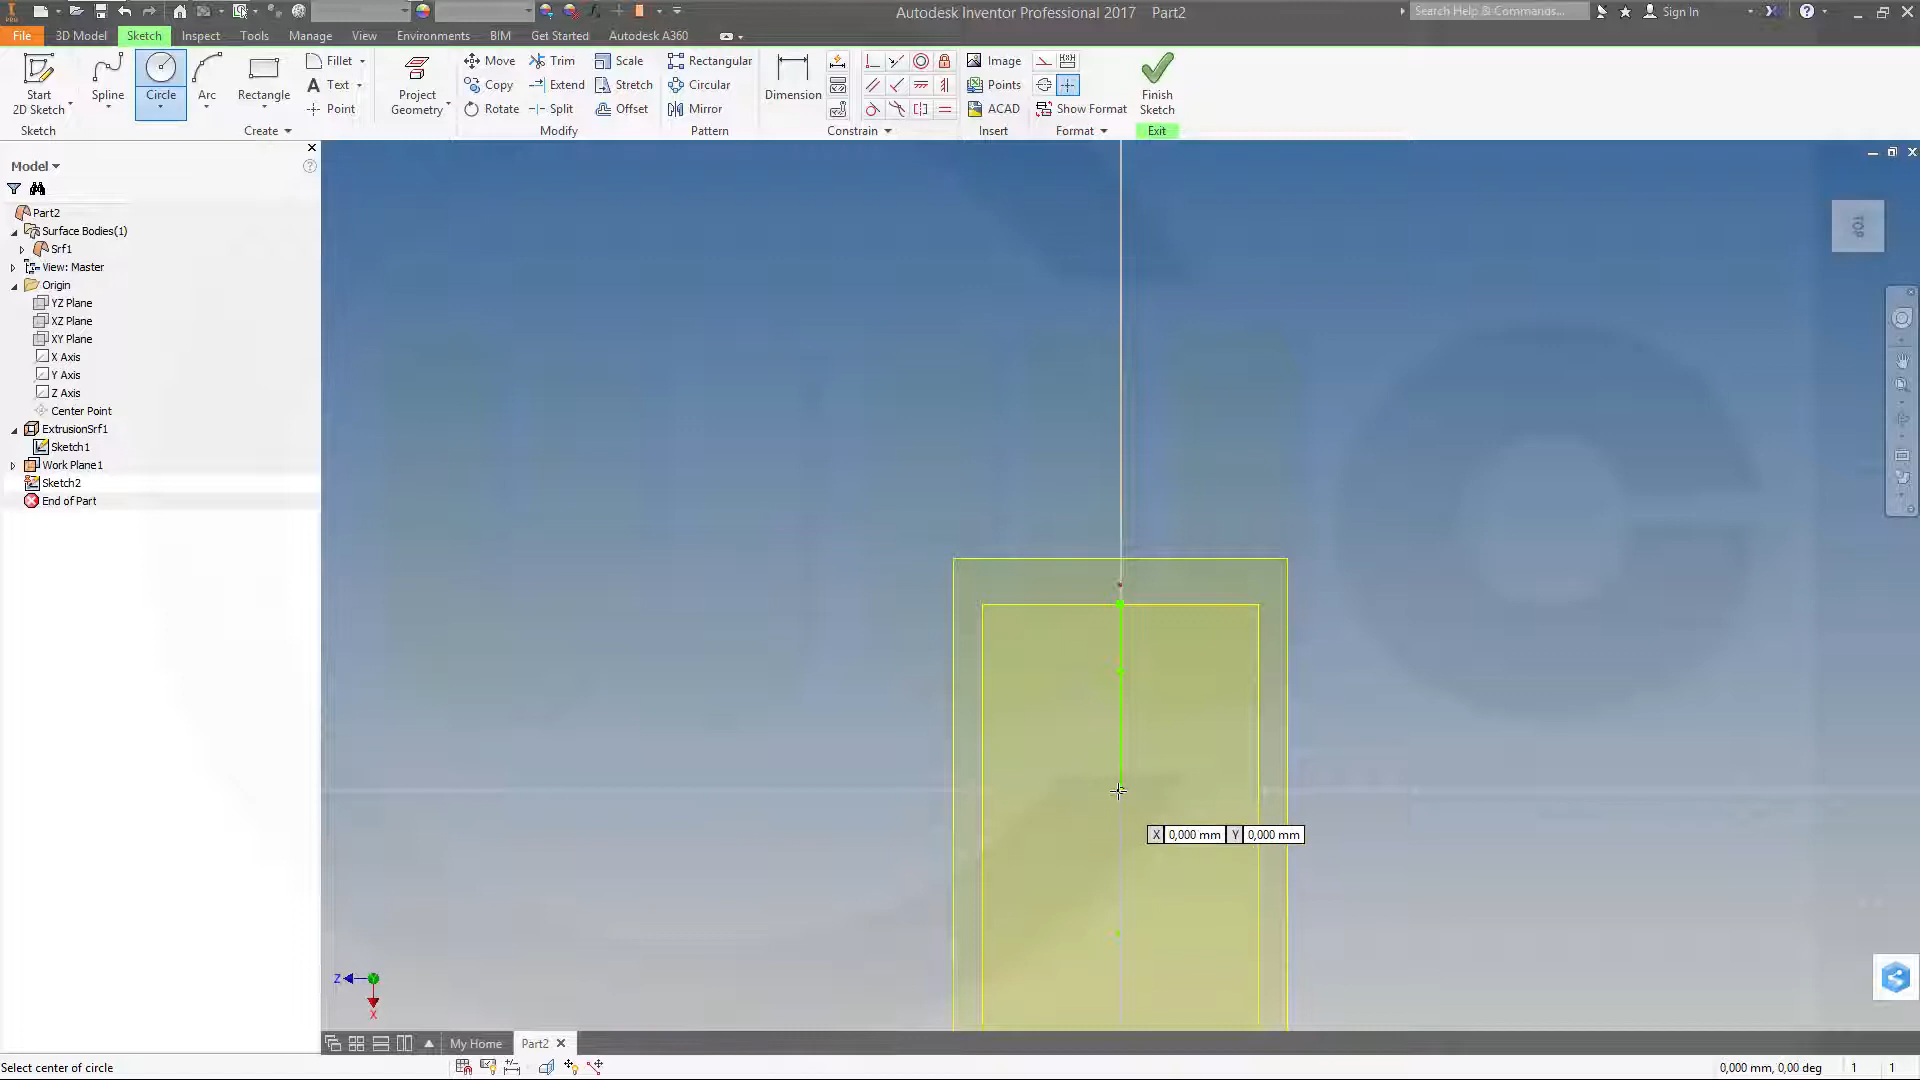 Autodesk Inventor Professional 2017 Part2
Search Help & Commands...
Sign In
File 3D Model Sketch Inspect Tools Manage View Environments BIM Get Started Autodesk A360
Start
2D Sketch
Spline
Circle
Arc
Rectangle
Fillet
Text
Point
Project
Geometry
Move Trim Scale
Copy Extend Stretch
Rotate Split Offset
Rectangular
Circular
Mirror
Dimension
Image
Points
ACAD
Show Format
Finish
Sketch
Sketch Create Modify Pattern Constrain Insert Format Exit
Model
Part2
Surface Bodies(1)
Srf1
View: Master
Origin
YZ Plane
XZ Plane
XY Plane
X Axis
Y Axis
Z Axis
Center Point
ExtrusionSrf1
Sketch1
Work Plane1
Sketch2
End of Part
TOP
X 0,000 mm Y 0,000 mm
Z
X
My Home Part2
Select center of circle
0,000 mm, 0,00 deg 1 1